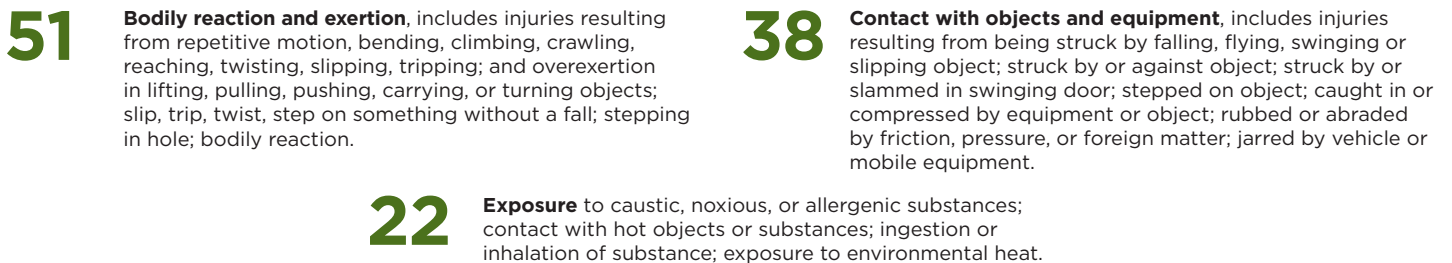 51
Bodily reaction and exertion, includes injuries resulting
from repetitive motion, bending, climbing, crawling,
reaching, twisting, slipping, tripping; and overexertion
in lifting, pulling, pushing, carrying, or turning objects;
slip, trip, twist, step on something without a fall; stepping
in hole; bodily reaction.
38
Contact with objects and equipment, includes injuries
resulting from being struck by falling, flying, swinging or
slipping object; struck by or against object; struck by or
slammed in swinging door; stepped on object; caught in or
compressed by equipment or object; rubbed or abraded
by friction, pressure, or foreign matter; jarred by vehicle or
mobile equipment.
22
Exposure to caustic, noxious, or allergenic substances;
contact with hot objects or substances; ingestion or
inhalation of substance; exposure to environmental heat.